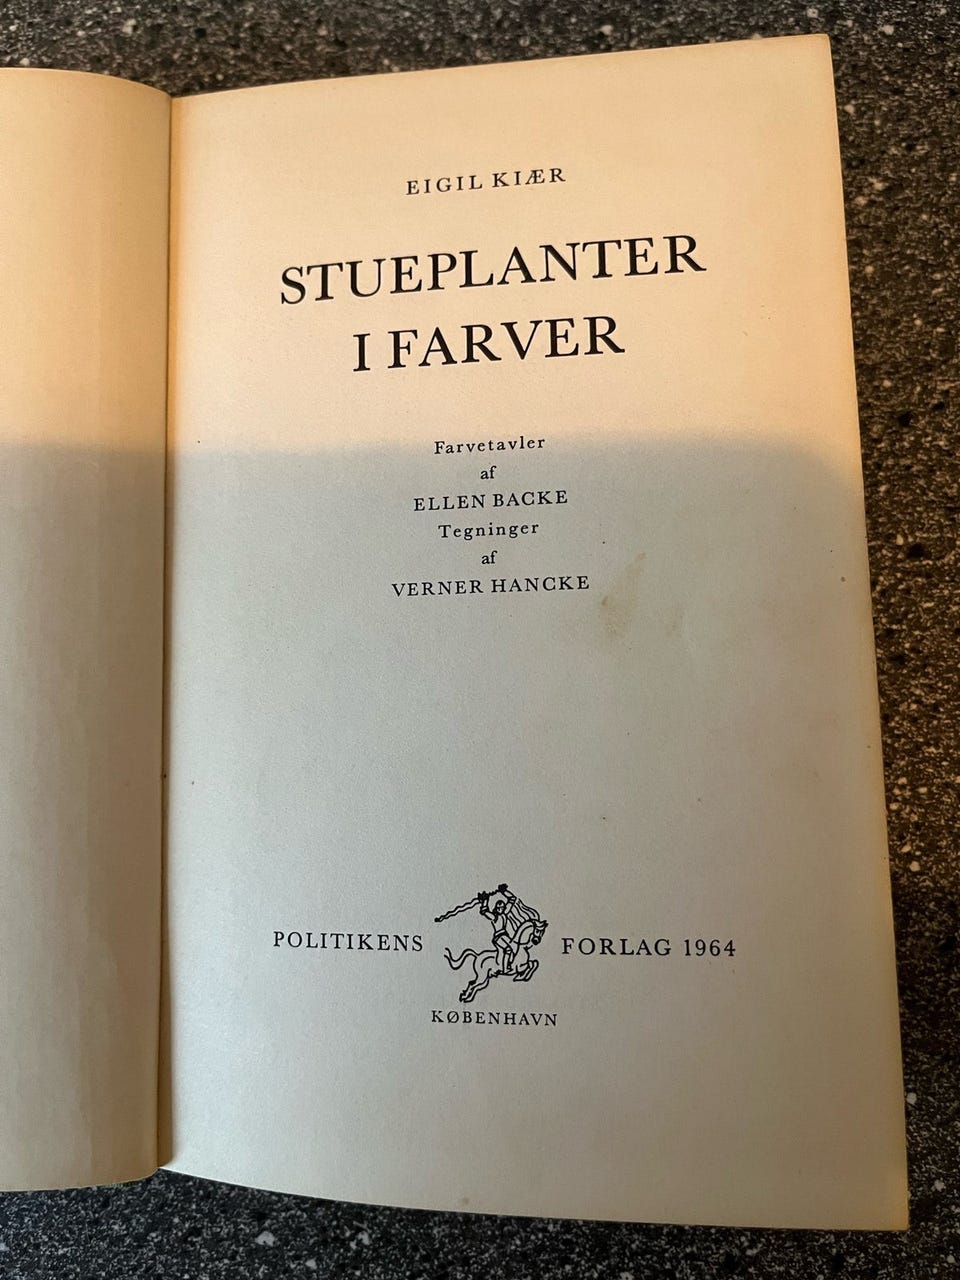 EIGIL KIÆR
STUEPLANTER
I FARVER
Farvetavler
af
ELLEN BACKE
Tegninger
af
VERNER HANCKE
POLITIKENS FORLAG 1964
KØBENHAVN